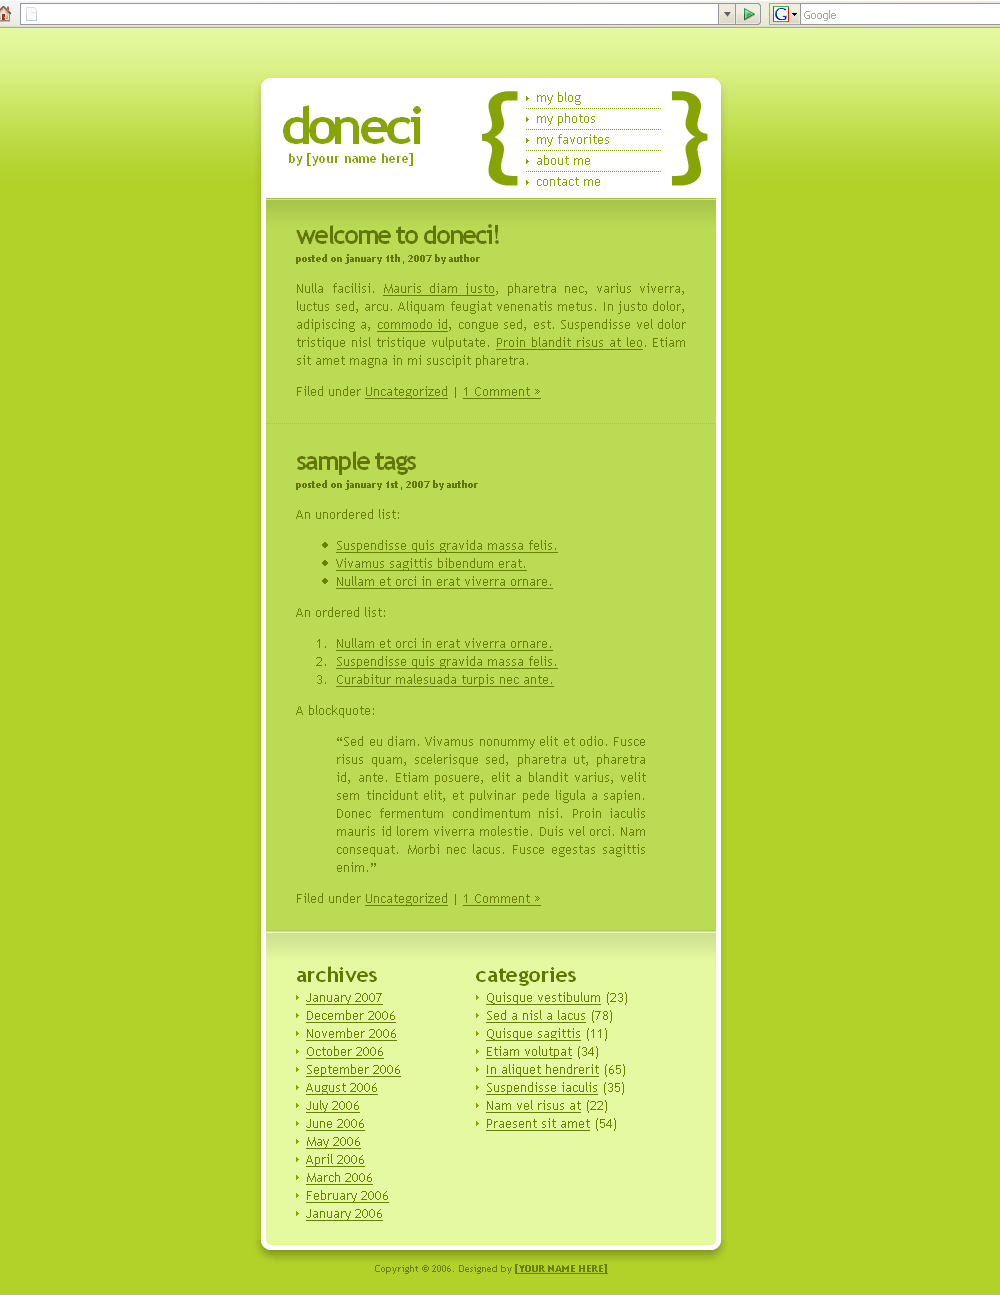 Google
doneci
by [your name here]
{ }
my blog
my photos
my favorites
about me
contact me
welcome to doneci!
posted on january 1th, 2007 by author
Nulla facilisi. Mauris diam justo, pharetra nec, varius viverra,
luctus sed, arcu. Aliquam feugiat venenatis metus. In justo dolor,
adipiscing a, commodo id, congue sed, est. Suspendisse vel dolor
tristique nisl tristique vulputate. Proin blandit risus at leo. Etiam
sit amet magna in mi suscipit pharetra.
Filed under Uncategorized | 1 Comment »
sample tags
posted on january 1st, 2007 by author
An unordered list:
Suspendisse quis gravida massa felis.
Vivamus sagittis bibendum erat.
Nullam et orci in erat viverra ornare.
An ordered list:
1. Nullam et orci in erat viverra ornare.
2. Suspendisse quis gravida massa felis.
3. Curabitur malesuada turpis nec ante.
A blockquote:
“Sed eu diam. Vivamus nonummy elit et odio. Fusce
risus quam, scelerisque sed, pharetra ut, pharetra
id, ante. Etiam posuere, elit a blandit varius, velit
sem tincidunt elit, et pulvinar pede ligula a sapien.
Donec fermentum condimentum nisi. Proin iaculis
mauris id lorem viverra molestie. Duis vel orci. Nam
consequat. Morbi nec lacus. Fusce egestas sagittis
enim.”
Filed under Uncategorized | 1 Comment »
archives
January 2007
December 2006
November 2006
October 2006
September 2006
August 2006
July 2006
June 2006
May 2006
April 2006
March 2006
February 2006
January 2006
categories
Quisque vestibulum (23)
Sed a nisl a lacus (78)
Quisque sagittis (11)
Etiam volutpat (34)
In aliquet hendrerit (65)
Suspendisse iaculis (35)
Nam vel risus at (22)
Praesent sit amet (54)
Copyright © 2006. Designed by [YOUR NAME HERE]